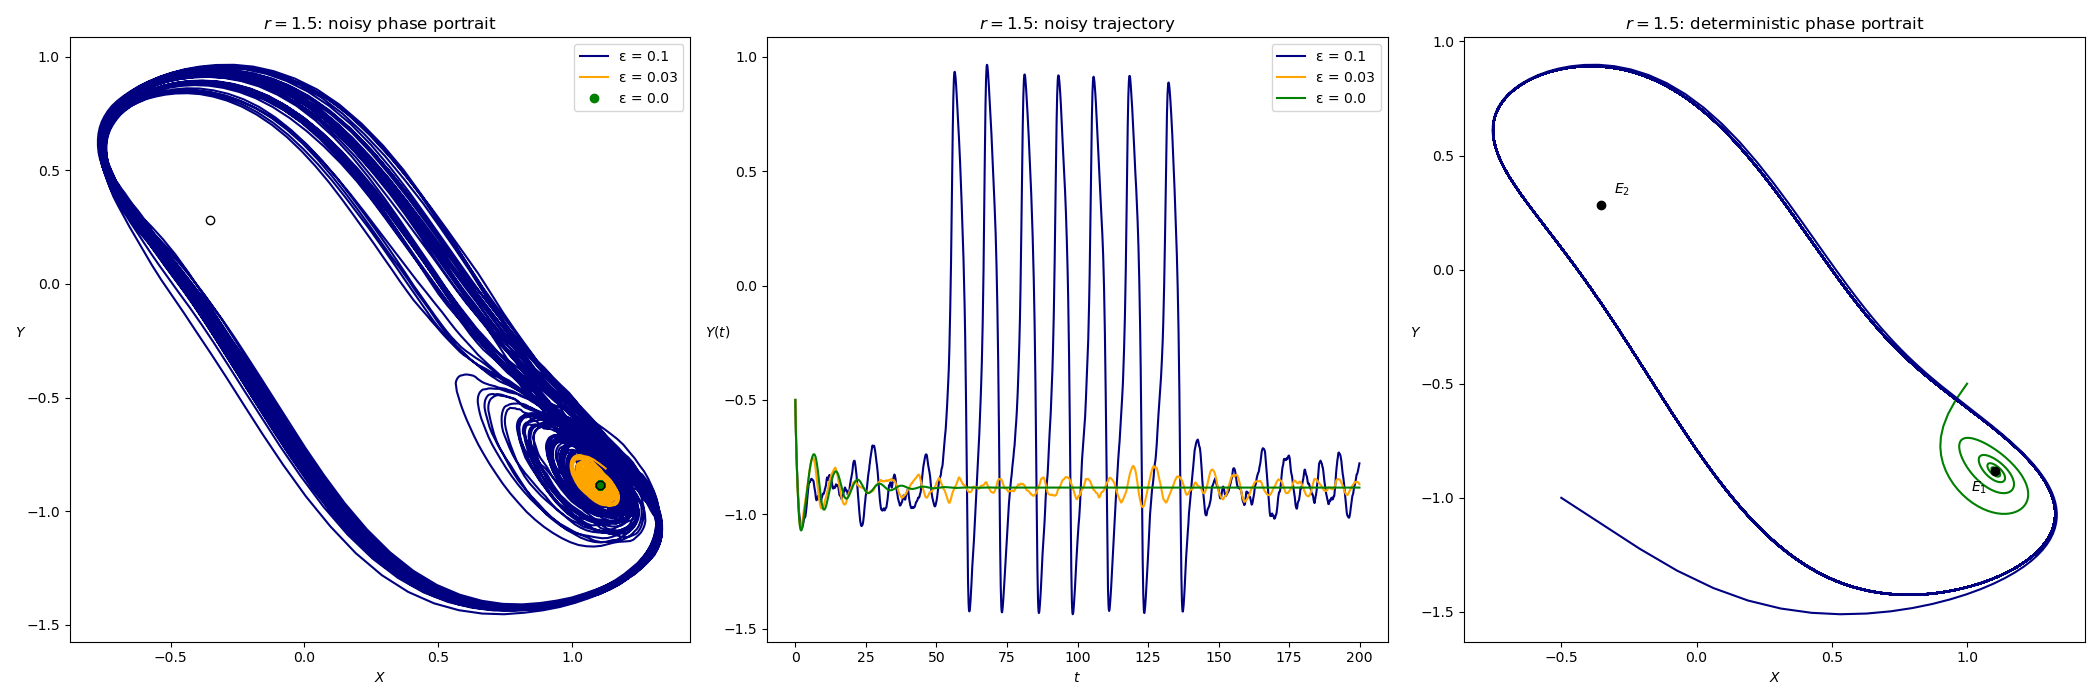 r = 1.5: noisy phase portrait
1.0
0.5
0.0
−0.5
−1.0
−1.5
Y
−0.5
0.0
0.5
1.0
X
ε = 0.1
ε = 0.03
ε = 0.0
r = 1.5: noisy trajectory
1.0
0.5
0.0
−0.5
−1.0
−1.5
Y(t)
0
25
50
75
100
125
150
175
200
t
ε = 0.1
ε = 0.03
ε = 0.0
r = 1.5: deterministic phase portrait
1.0
0.5
0.0
−0.5
−1.0
−1.5
Y
−0.5
0.0
0.5
1.0
X
E₂
E₁